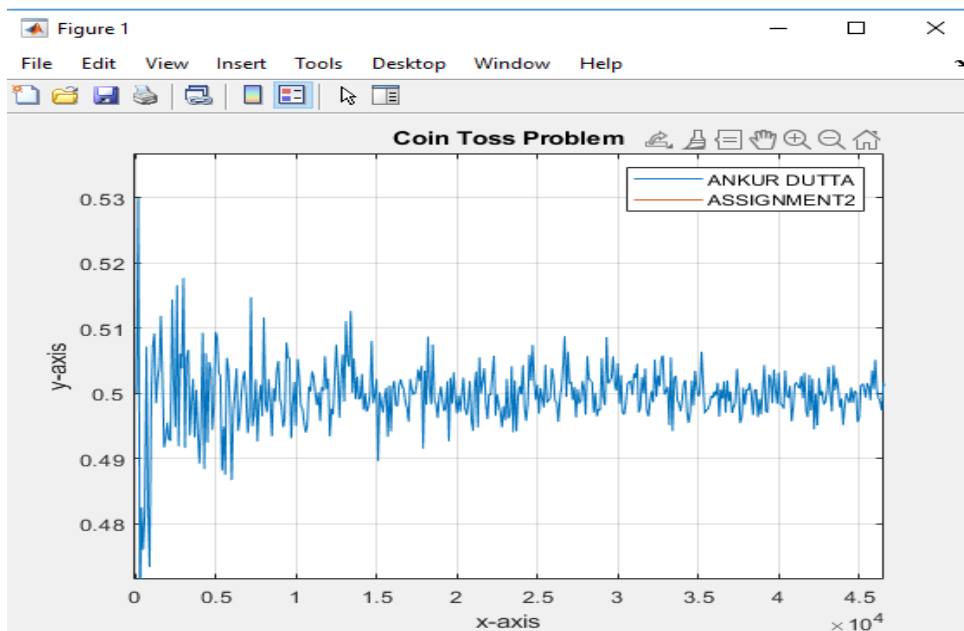 Figure 1
File Edit View Insert Tools Desktop Window Help
Coin Toss Problem
ANKUR DUTTA
ASSIGNMENT2
0.53
0.52
0.51
0.5
0.49
0.48
y-axis
0 0.5 1 1.5 2 2.5 3 3.5 4 4.5
x-axis
×10⁴